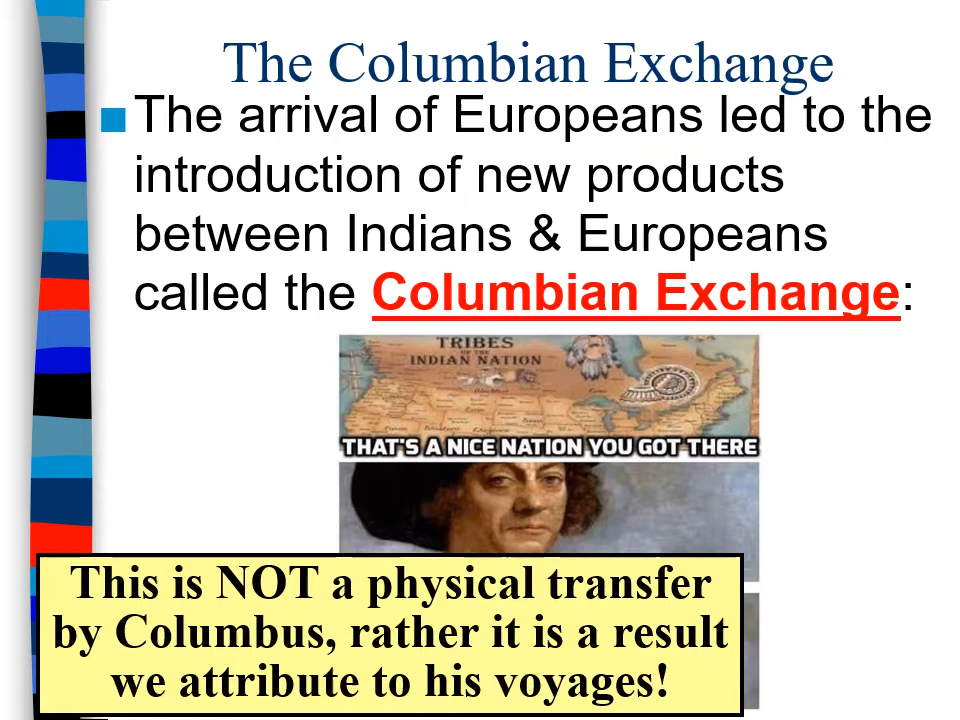 The Columbian Exchange
The arrival of Europeans led to the
introduction of new products
between Indians & Europeans
called the Columbian Exchange:
TRIBES
OF THE
INDIAN NATION
THAT'S A NICE NATION YOU GOT THERE
This is NOT a physical transfer
by Columbus, rather it is a result
we attribute to his voyages!